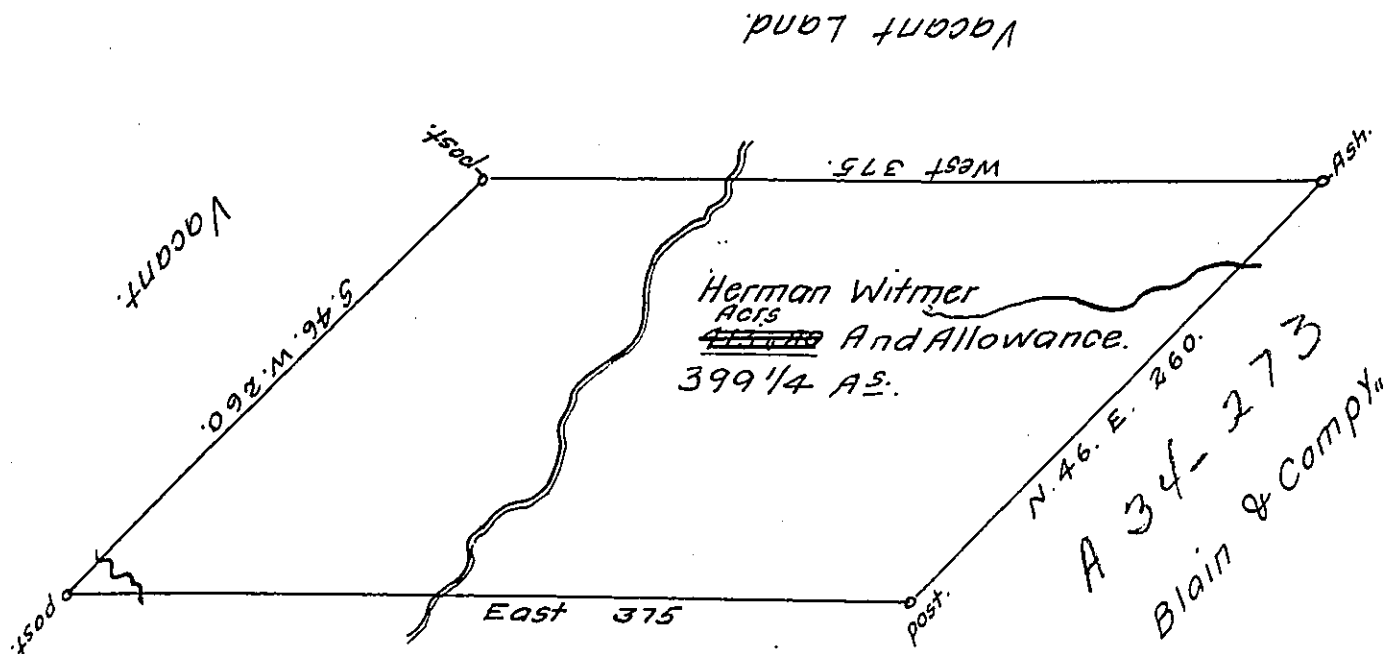 Vacant Land.
post.
West 375.
Ash.
Vacant.
S. 46. W. 260.
Herman Witmer
Acrs
And Allowance.
399 1/4 As.
N. 46. E. 260.
A 34-273
Blain & Compy,,
post.
East 375
post.